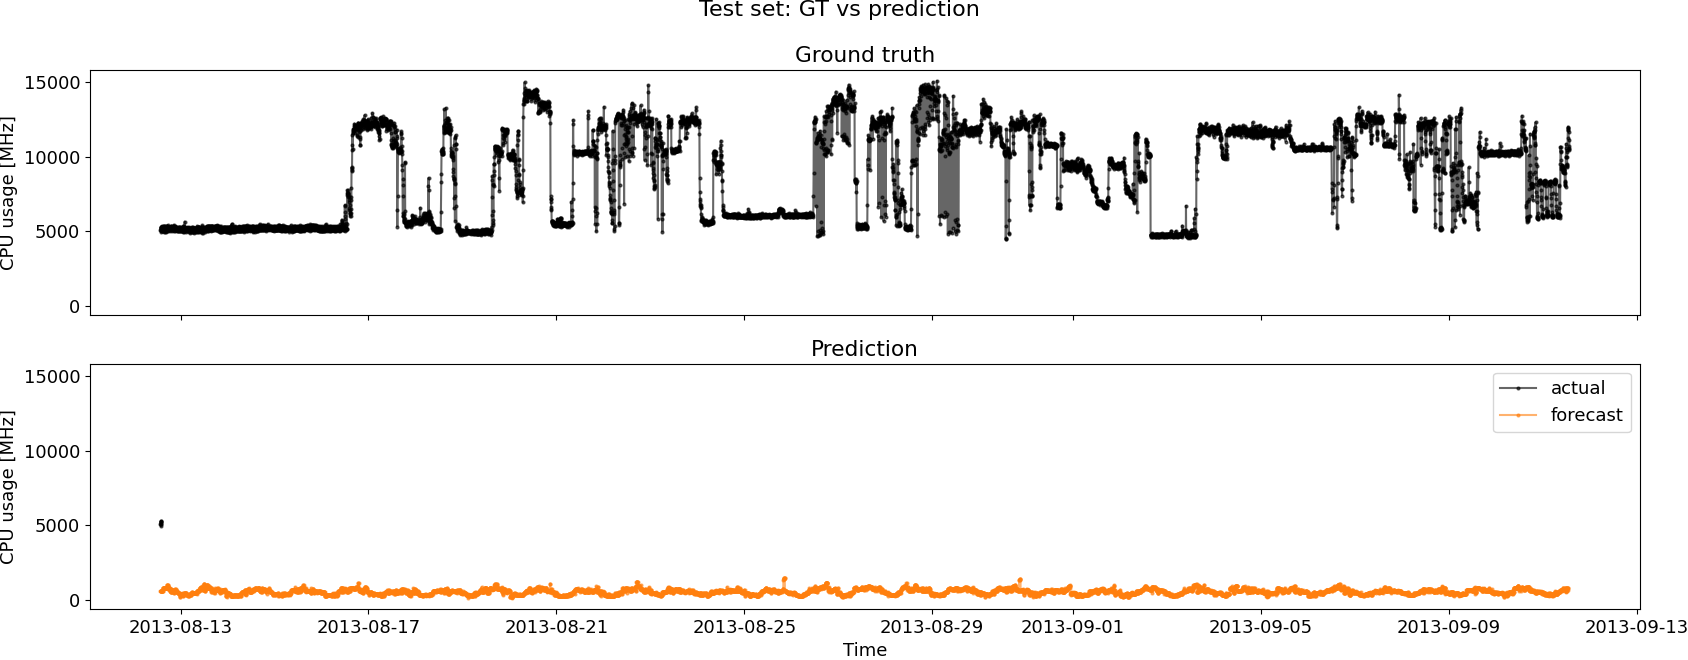 Test set: GT vs prediction
Ground truth
CPU usage [MHz]
15000
10000
5000
0
Prediction
CPU usage [MHz]
15000
10000
5000
0
actual
forecast
2013-08-13 2013-08-17 2013-08-21 2013-08-25 2013-08-29 2013-09-01 2013-09-05 2013-09-09 2013-09-13
Time